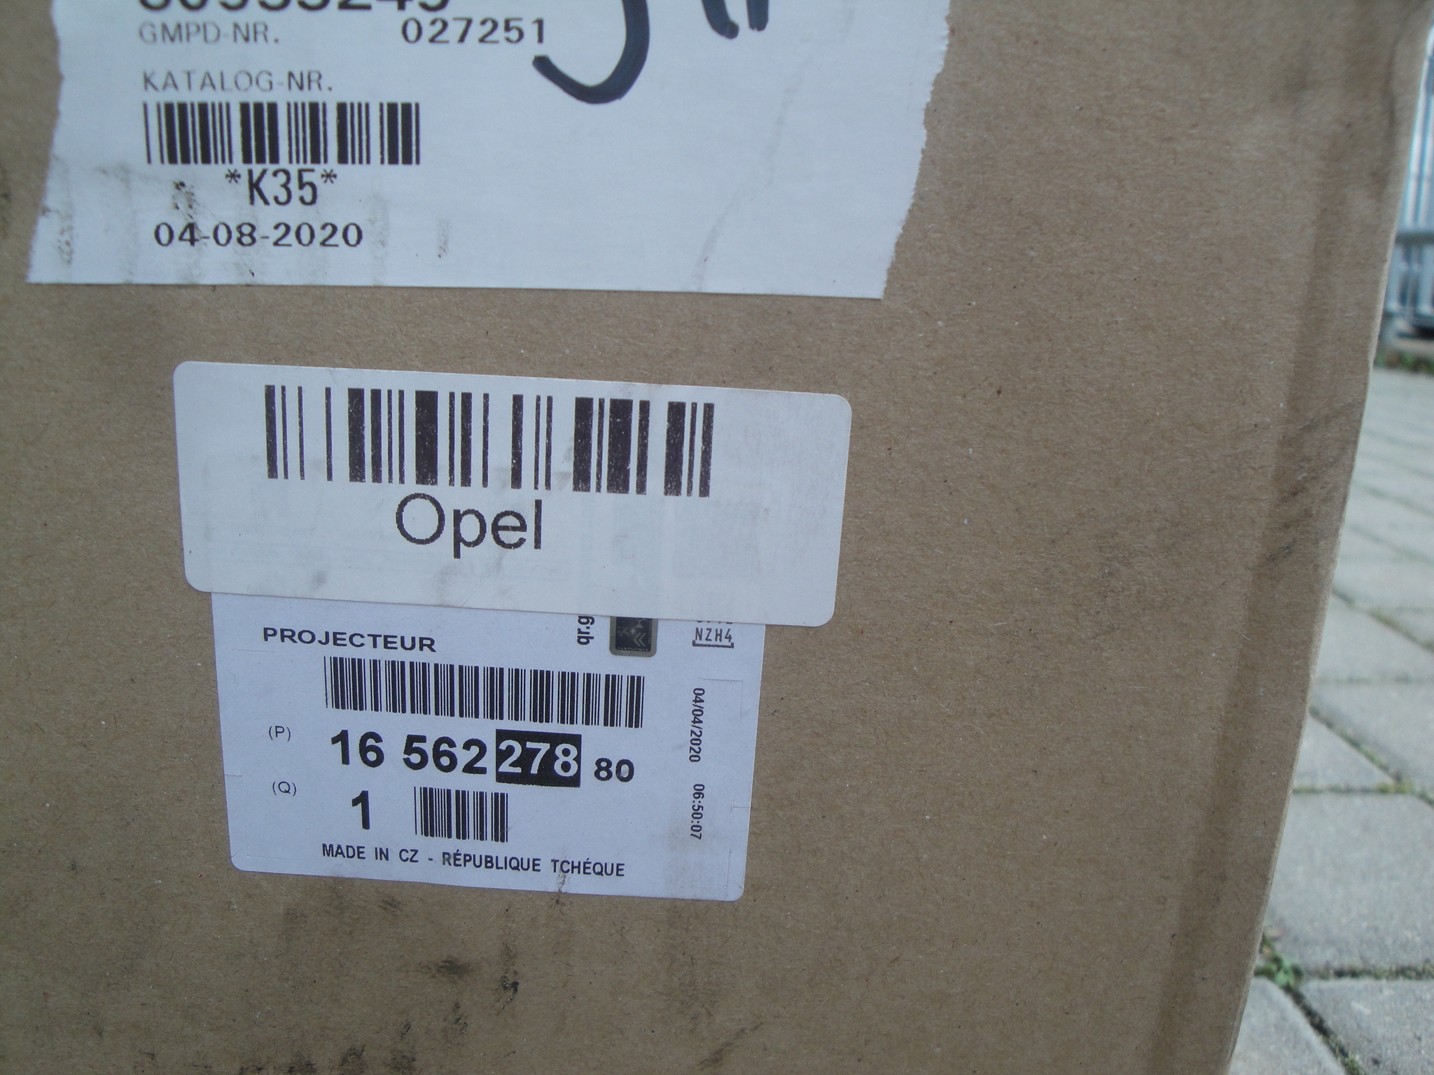 GMPD-NR. 027251
KATALOG-NR.
*K35*
04-08-2020
Opel
PROJECTEUR
NZH4
(P) 16 562 278 80
(Q) 1
04/04/2020 06:50:07
MADE IN CZ - RÉPUBLIQUE TCHÉQUE